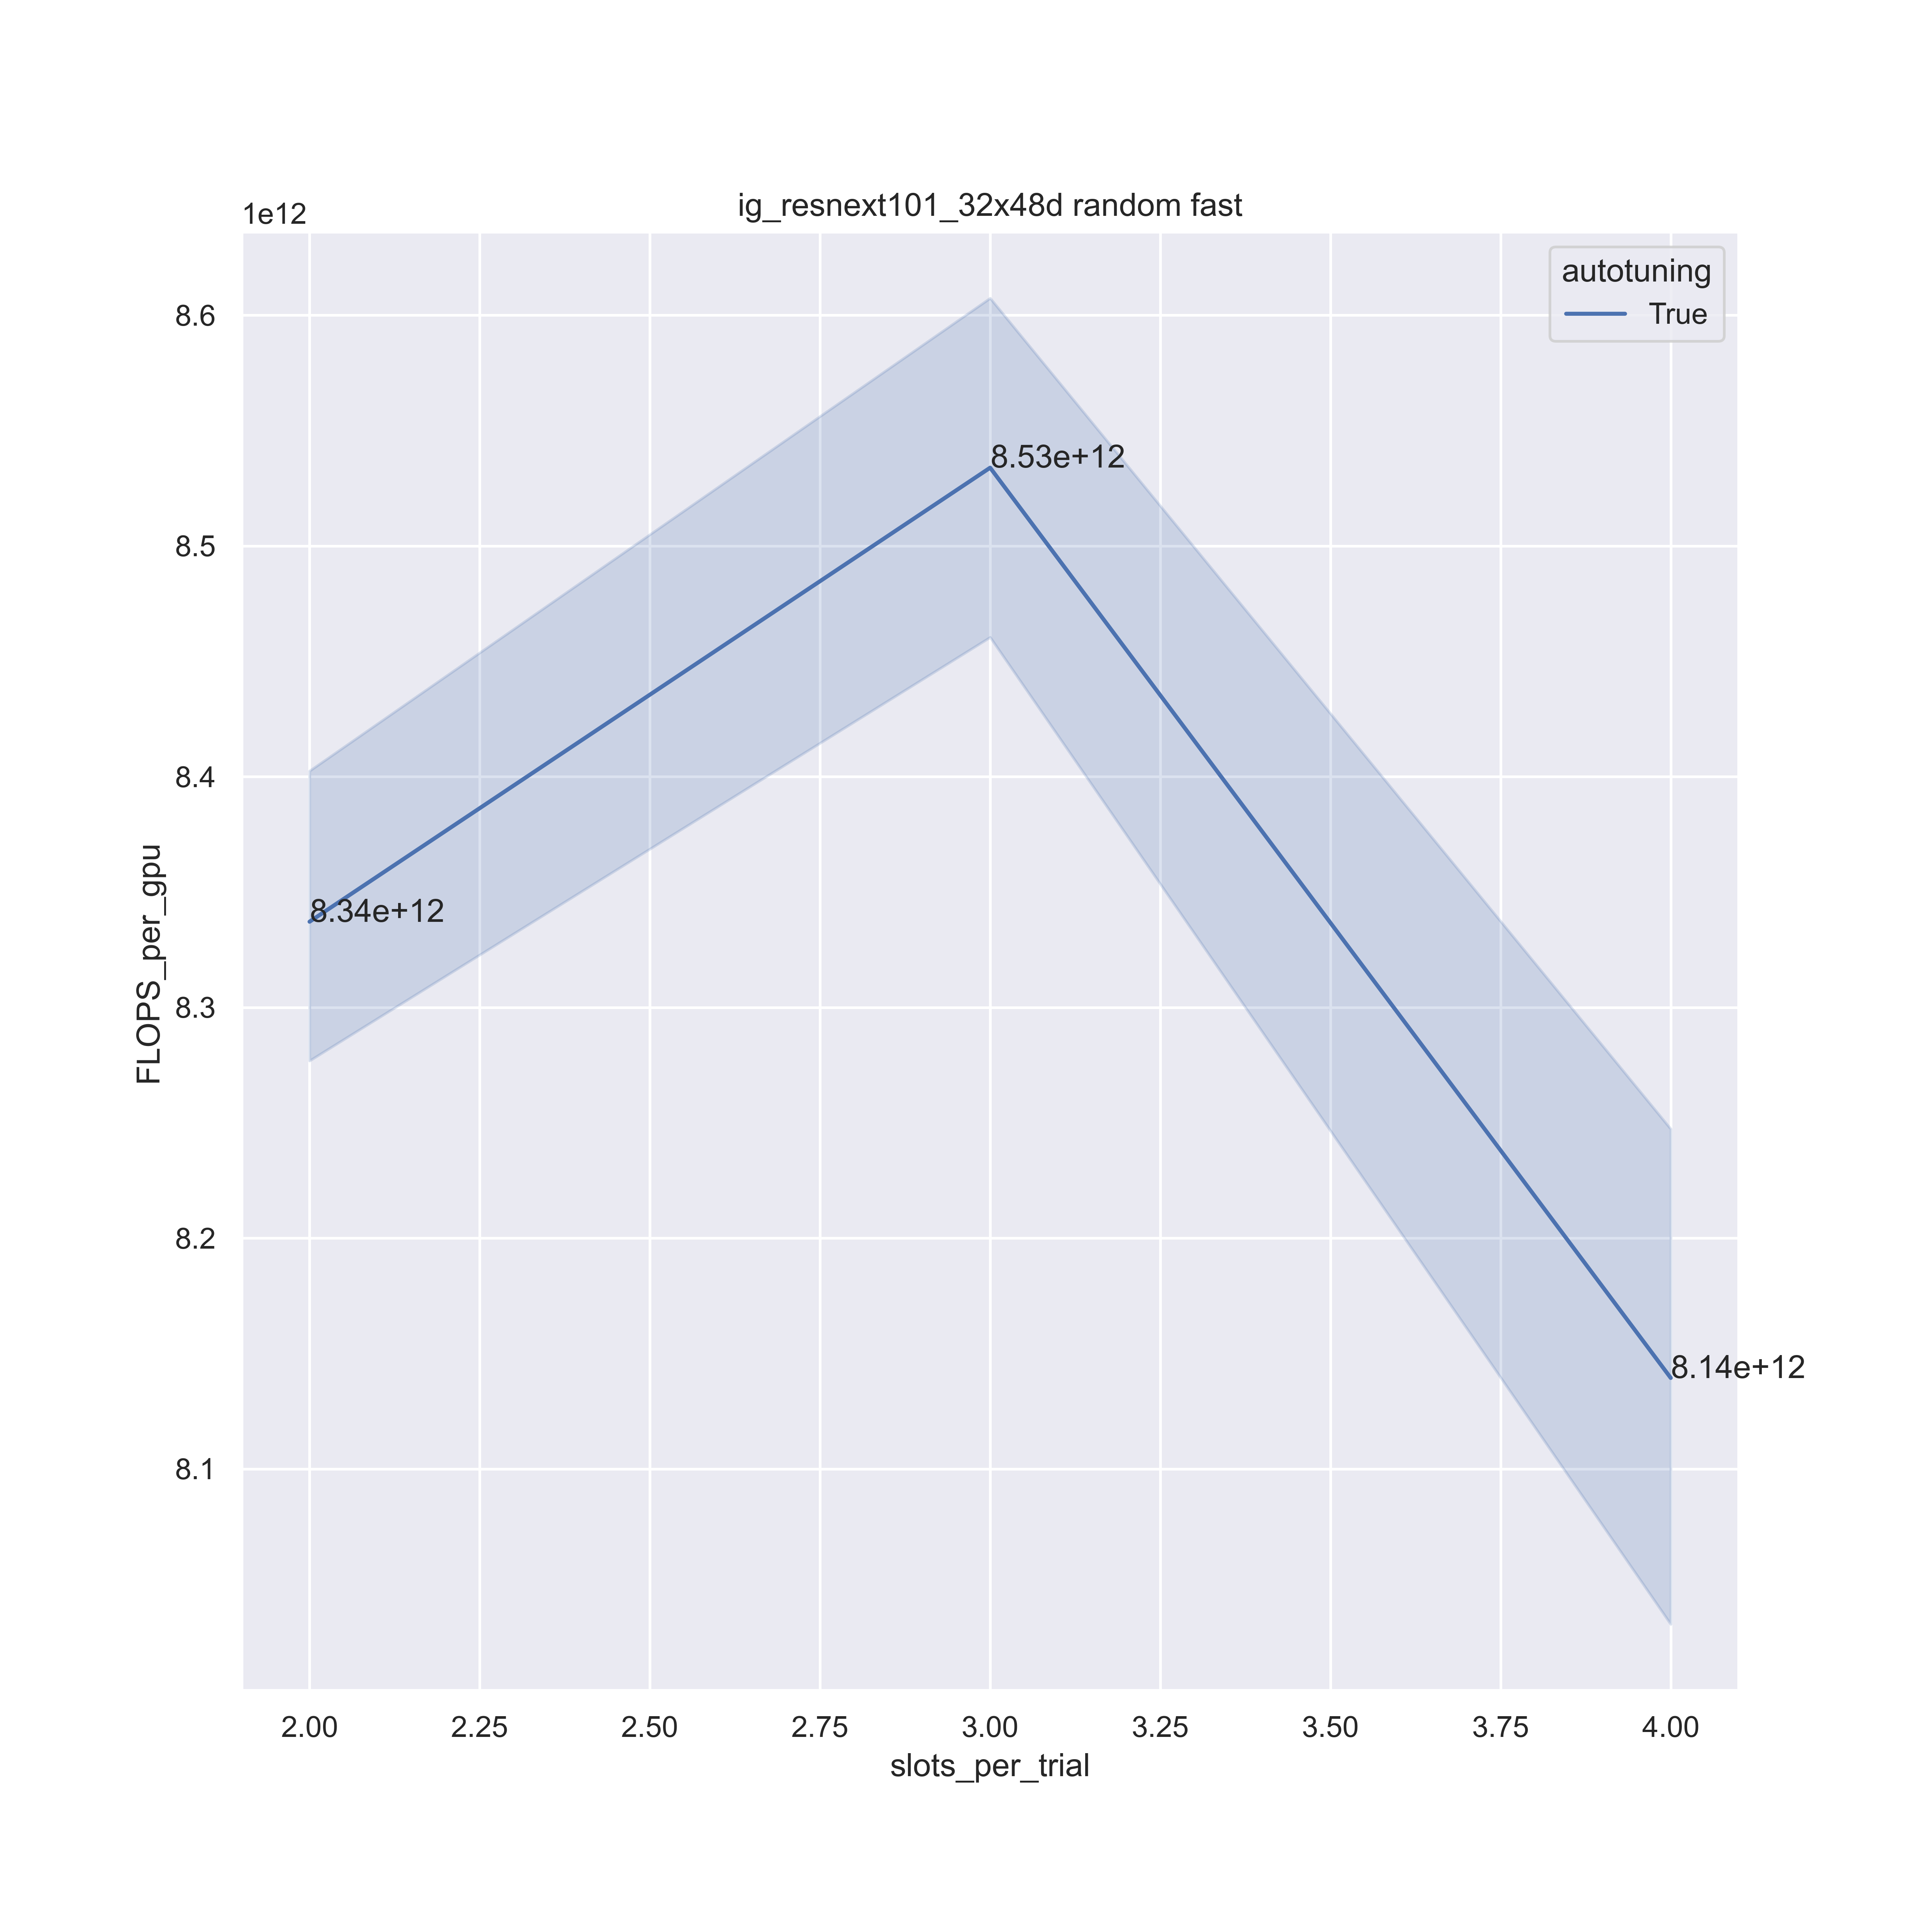 ig_resnext101_32x48d random fast
1e12
autotuning
True
8.6
8.5
8.4
8.3
8.2
8.1
FLOPS_per_gpu
8.53e+12
8.34e+12
8.14e+12
2.00 2.25 2.50 2.75 3.00 3.25 3.50 3.75 4.00
slots_per_trial